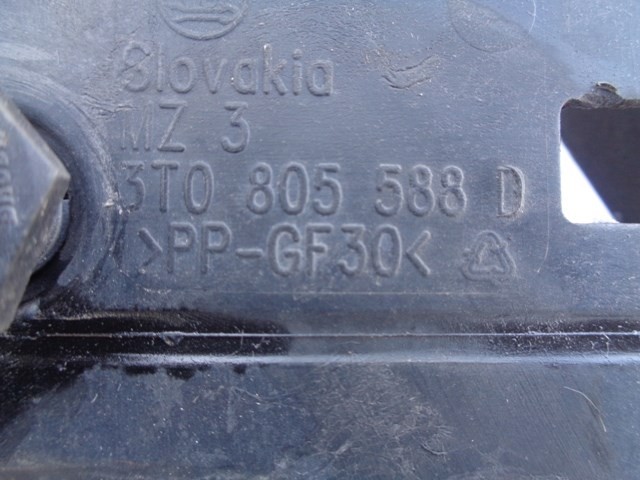 Slovakia
MZ 3
3T0 805 588 D
>PP-GF30<